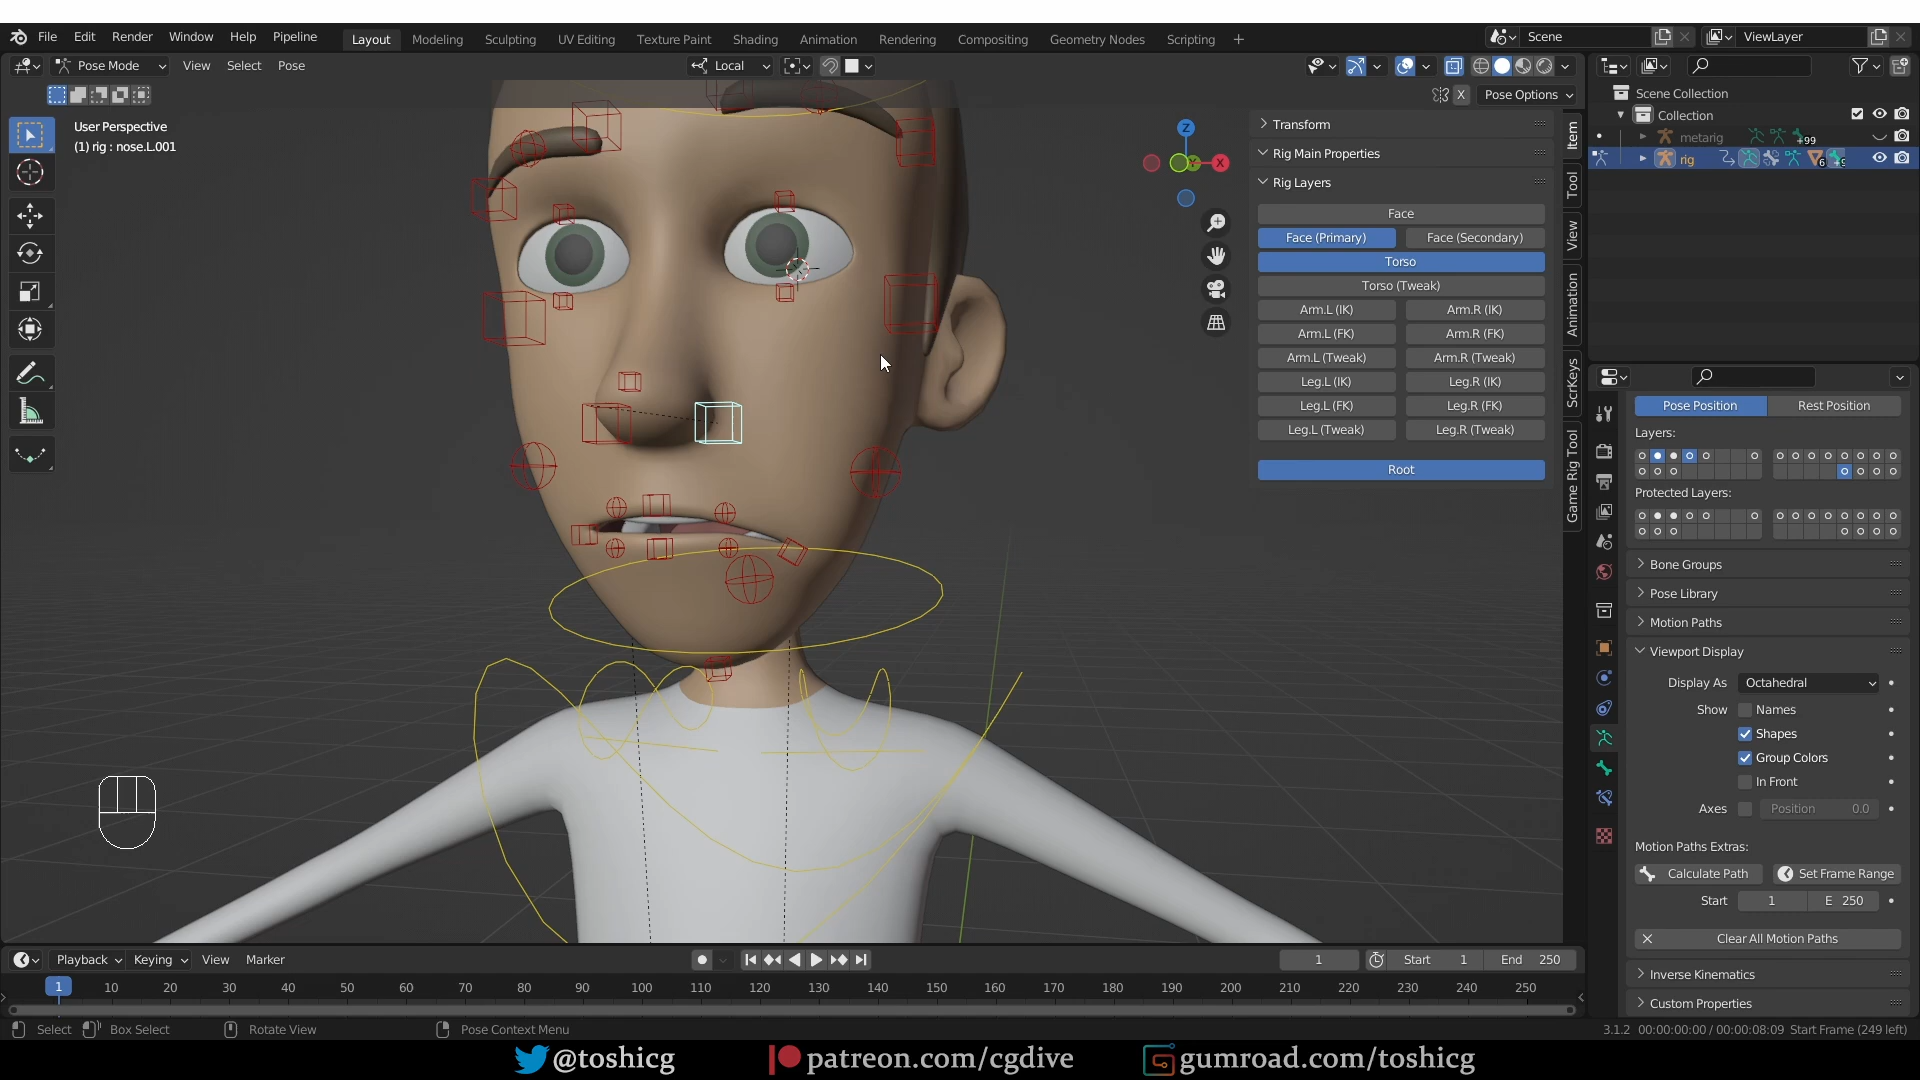 File Edit Render Window Help Pipeline Layout Modeling Sculpting UV Editing Texture Paint Shading Animation Rendering Compositing Geometry Nodes Scripting + Scene ViewLayer
Pose Mode View Select Pose Local
X Pose Options
User Perspective
(1) rig : nose.L.001
Z
X
Y
Transform
Rig Main Properties
Rig Layers
Face
Face (Primary) Face (Secondary)
Torso
Torso (Tweak)
Arm.L (IK) Arm.R (IK)
Arm.L (FK) Arm.R (FK)
Arm.L (Tweak) Arm.R (Tweak)
Leg.L (IK) Leg.R (IK)
Leg.L (FK) Leg.R (FK)
Leg.L (Tweak) Leg.R (Tweak)
Root
Item
Tool
View
Animation
ScrKeys
Game Rig Tool
Scene Collection
Collection
metarig +99
rig 6
Pose Position Rest Position
Layers:
Protected Layers:
Bone Groups
Pose Library
Motion Paths
Viewport Display
Display As Octahedral
Show Names
Shapes
Group Colors
In Front
Axes Position 0.0
Motion Paths Extras:
Calculate Path Set Frame Range
Start 1 E 250
Clear All Motion Paths
Inverse Kinematics
Custom Properties
Playback Keying View Marker 1 Start 1 End 250
1 10 20 30 40 50 60 70 80 90 100 110 120 130 140 150 160 170 180 190 200 210 220 230 240 250
Select Box Select Rotate View Pose Context Menu 3.1.2 00:00:00:00 / 00:00:08:09 Start Frame (249 left)
@toshicg patreon.com/cgdive gumroad.com/toshicg